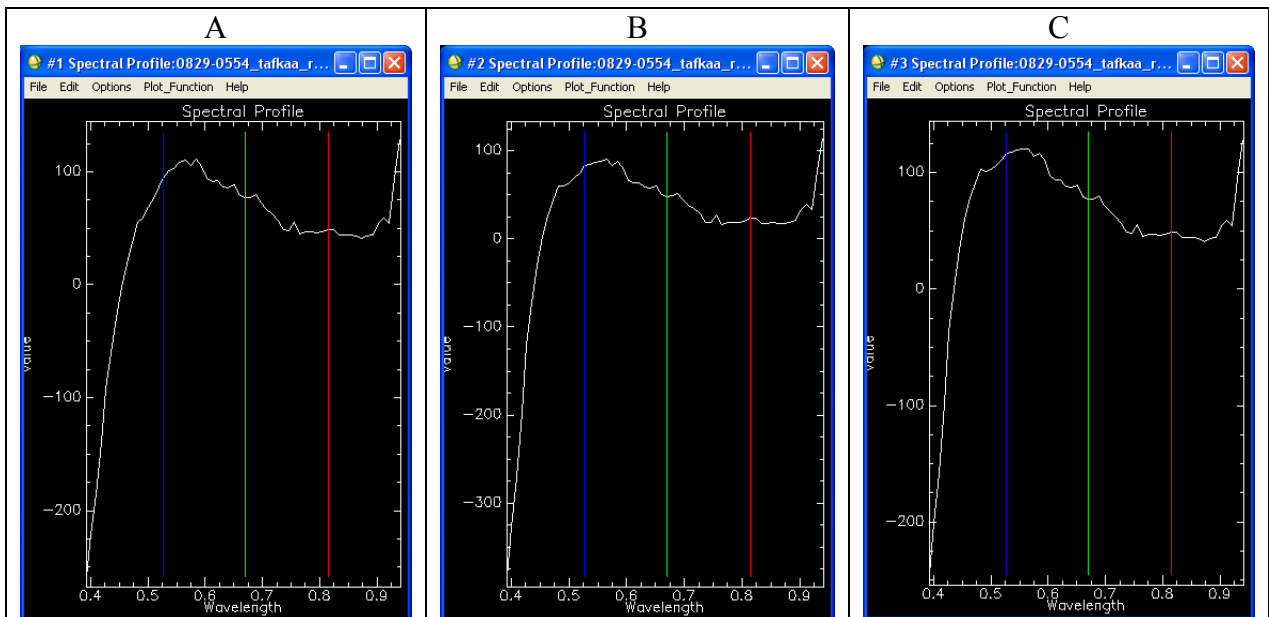 A
#1 Spectral Profile:0829-0554_tafkaa_r...
File Edit Options Plot_Function Help
Spectral Profile
100
0
-100
-200
Value
0.4 0.5 0.6 0.7 0.8 0.9
Wavelength
B
#2 Spectral Profile:0829-0554_tafkaa_r...
File Edit Options Plot_Function Help
Spectral Profile
100
0
-100
-200
-300
Value
0.4 0.5 0.6 0.7 0.8 0.9
Wavelength
C
#3 Spectral Profile:0829-0554_tafkaa_r...
File Edit Options Plot_Function Help
Spectral Profile
100
0
-100
-200
Value
0.4 0.5 0.6 0.7 0.8 0.9
Wavelength